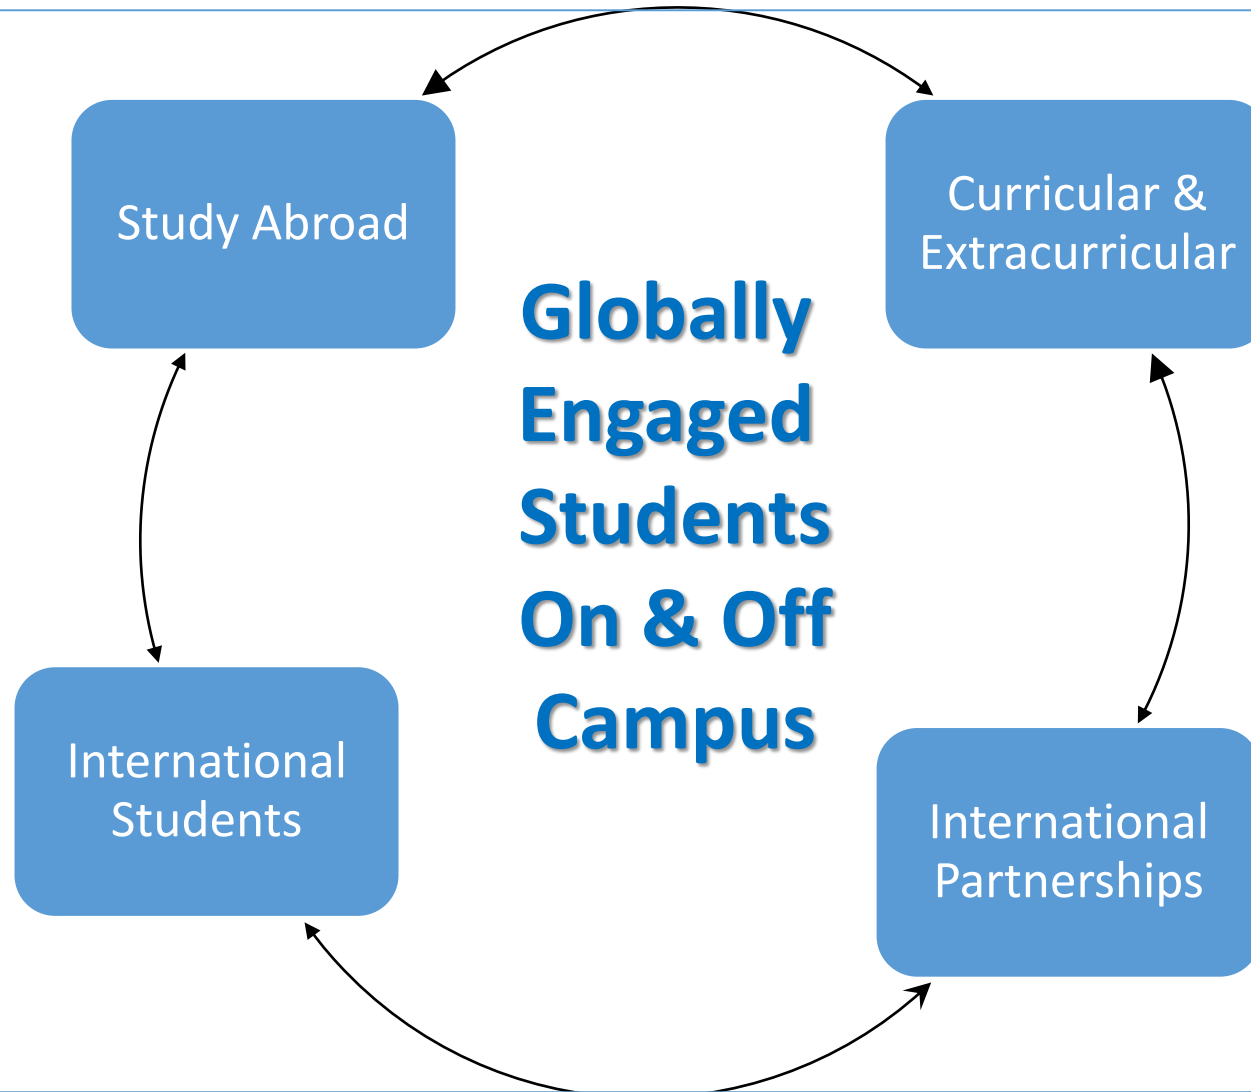 Study Abroad
Curricular &
Extracurricular
Globally
Engaged
Students
On & Off
Campus
International
Students
International
Partnerships